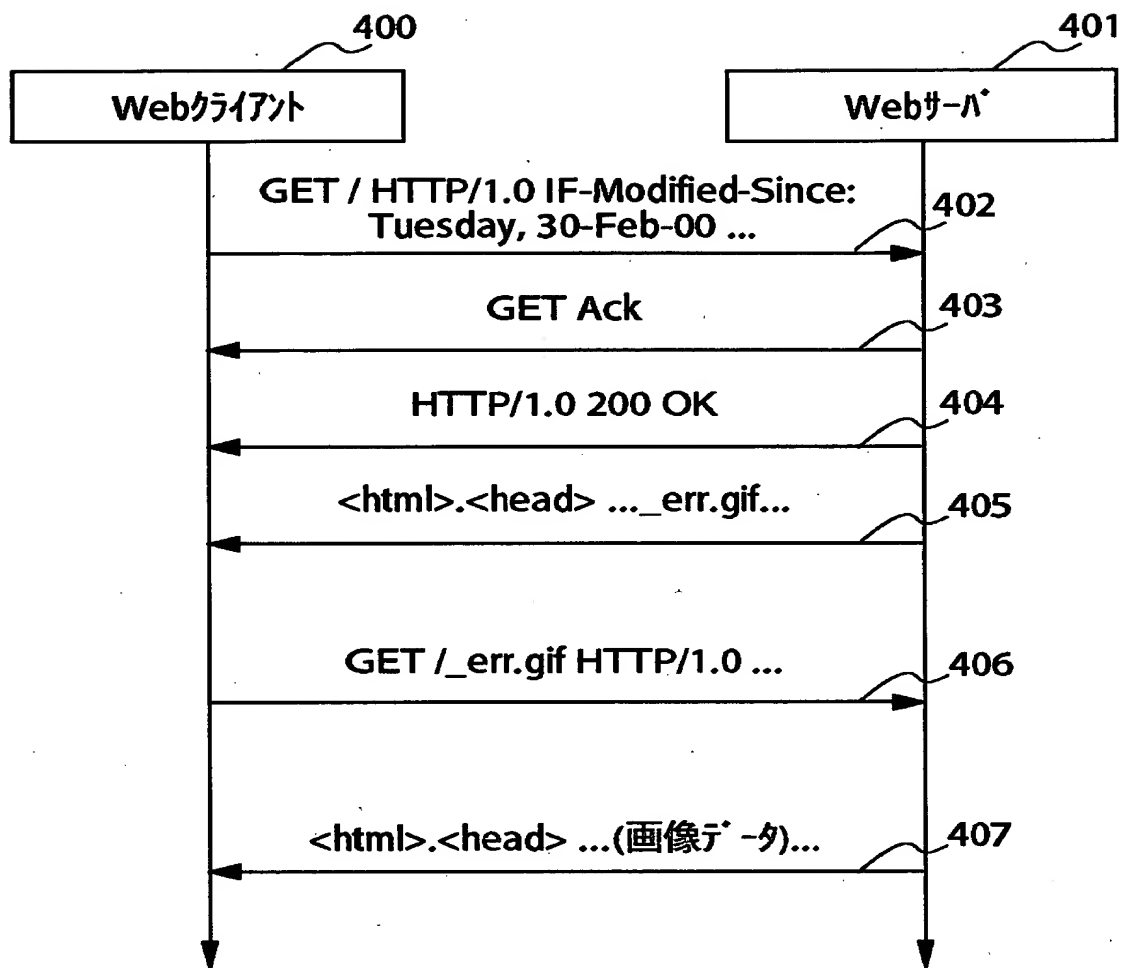 400
401
Webクライアント
Webサーバ
GET / HTTP/1.0 IF-Modified-Since:
Tuesday, 30-Feb-00 ...
402
GET Ack
403
HTTP/1.0 200 OK
404
<html>.<head> ..._err.gif...
405
GET /_err.gif HTTP/1.0 ...
406
<html>.<head> ...(画像データ)...
407